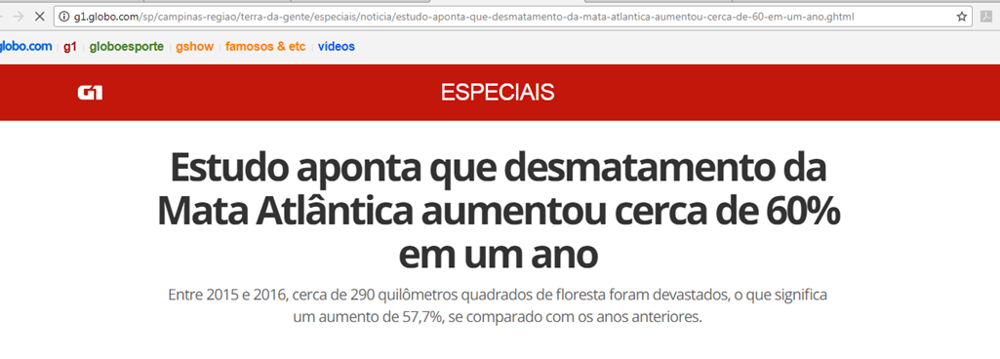 g1.globo.com/sp/campinas-regiao/terra-da-gente/especiais/noticia/estudo-aponta-que-desmatamento-da-mata-atlantica-aumentou-cerca-de-60-em-um-ano.ghtml
globo.com g1 globoesporte gshow famosos & etc vídeos
G1 ESPECIAIS
Estudo aponta que desmatamento da
Mata Atlântica aumentou cerca de 60%
em um ano
Entre 2015 e 2016, cerca de 290 quilômetros quadrados de floresta foram devastados, o que significa
um aumento de 57,7%, se comparado com os anos anteriores.